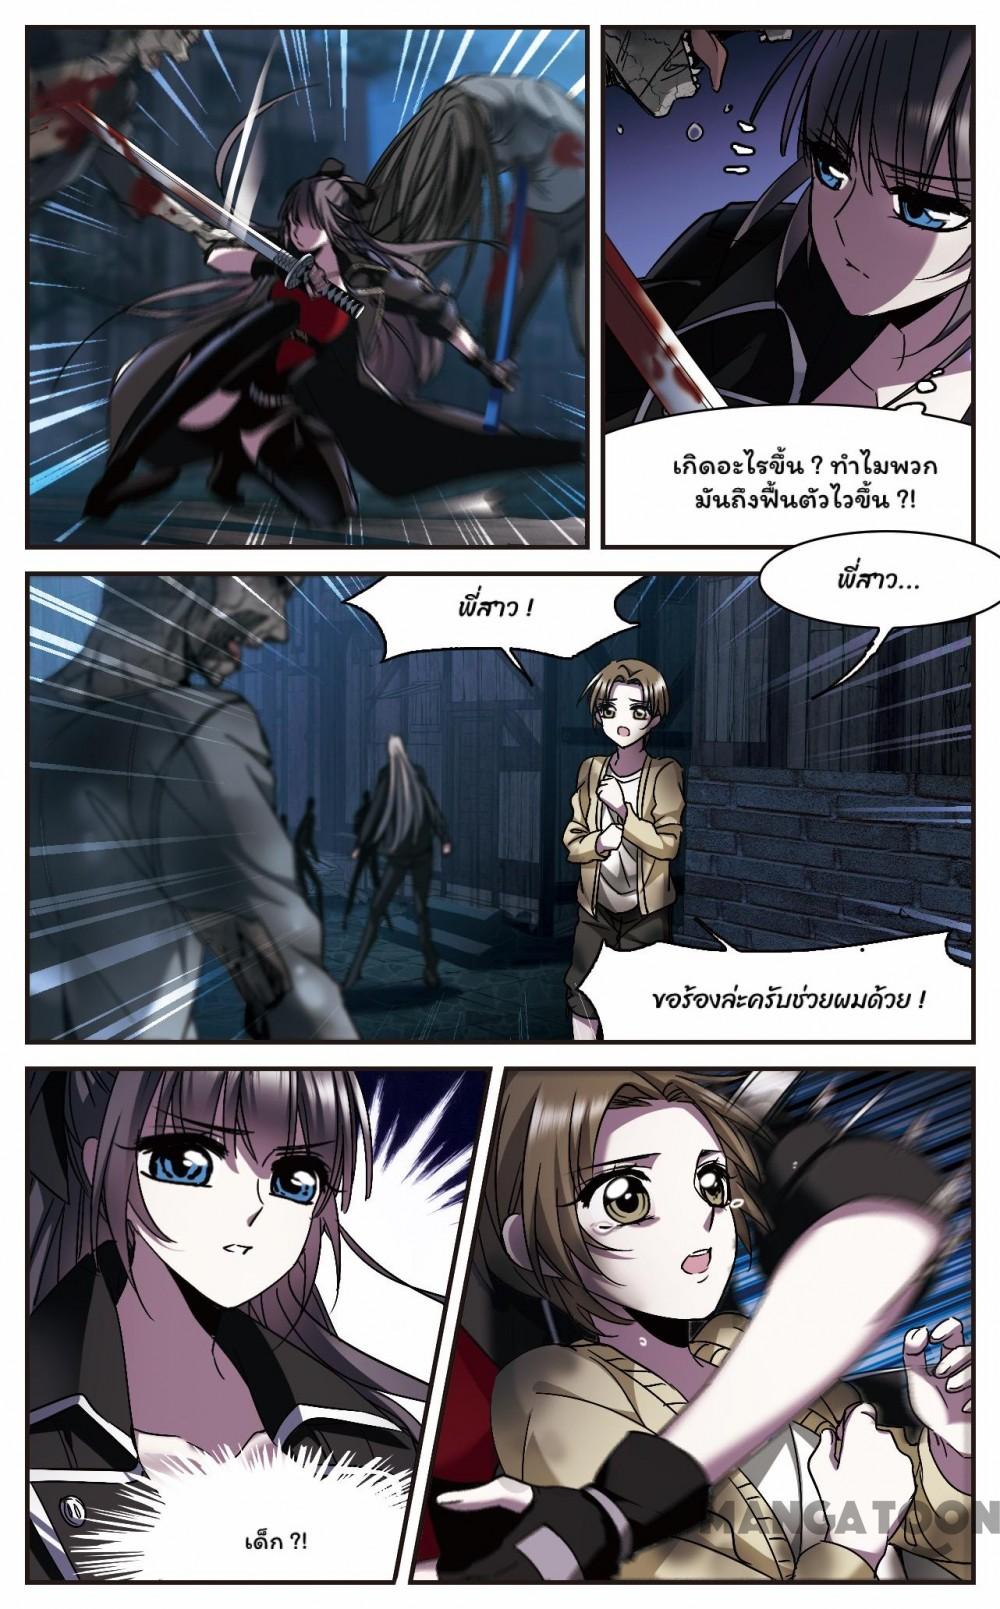 เกิดอะไรขึ้น ? ทำไมพวก
มันถึงฟื้นตัวไวขึ้น ?!
พี่สาว !
พี่สาว...
ขอร้องล่ะครับช่วยผมด้วย !
เด็ก ?!
MANGATOON